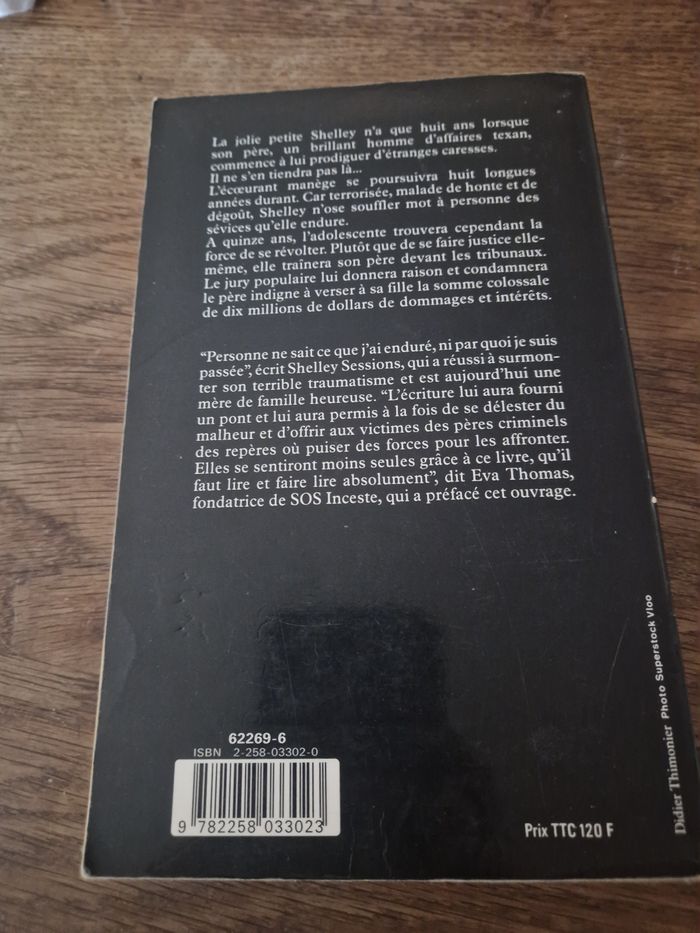 La jolie petite Shelley n'a que huit ans lorsque
son père, un brillant homme d'affaires texan,
commence à lui prodiguer d'étranges caresses.
Il ne s'en tiendra pas là...
L'écœurant manège se poursuivra huit longues
années durant. Car terrorisée, malade de honte et de
dégoût, Shelley n'ose souffler mot à personne des
sévices qu'elle endure.
A quinze ans, l'adolescente trouvera cependant la
force de se révolter. Plutôt que de se faire justice elle-
même, elle traînera son père devant les tribunaux.
Le jury populaire lui donnera raison et condamnera
le père indigne à verser à sa fille la somme colossale
de dix millions de dollars de dommages et intérêts.
"Personne ne sait ce que j'ai enduré, ni par quoi je suis
passée", écrit Shelley Sessions, qui a réussi à surmon-
ter son terrible traumatisme et est aujourd'hui une
mère de famille heureuse. "L'écriture lui aura fourni
un pont et lui aura permis à la fois de se délester du
malheur et d'offrir aux victimes des pères criminels
des repères où puiser des forces pour les affronter.
Elles se sentiront moins seules grâce à ce livre, qu'il
faut lire et faire lire absolument", dit Eva Thomas,
fondatrice de SOS Inceste, qui a préfacé cet ouvrage.
62269-6
ISBN 2-258-03302-0
9 782258 033023
Prix TTC 120 F
Didier Thimonier Photo Superstock Vloo